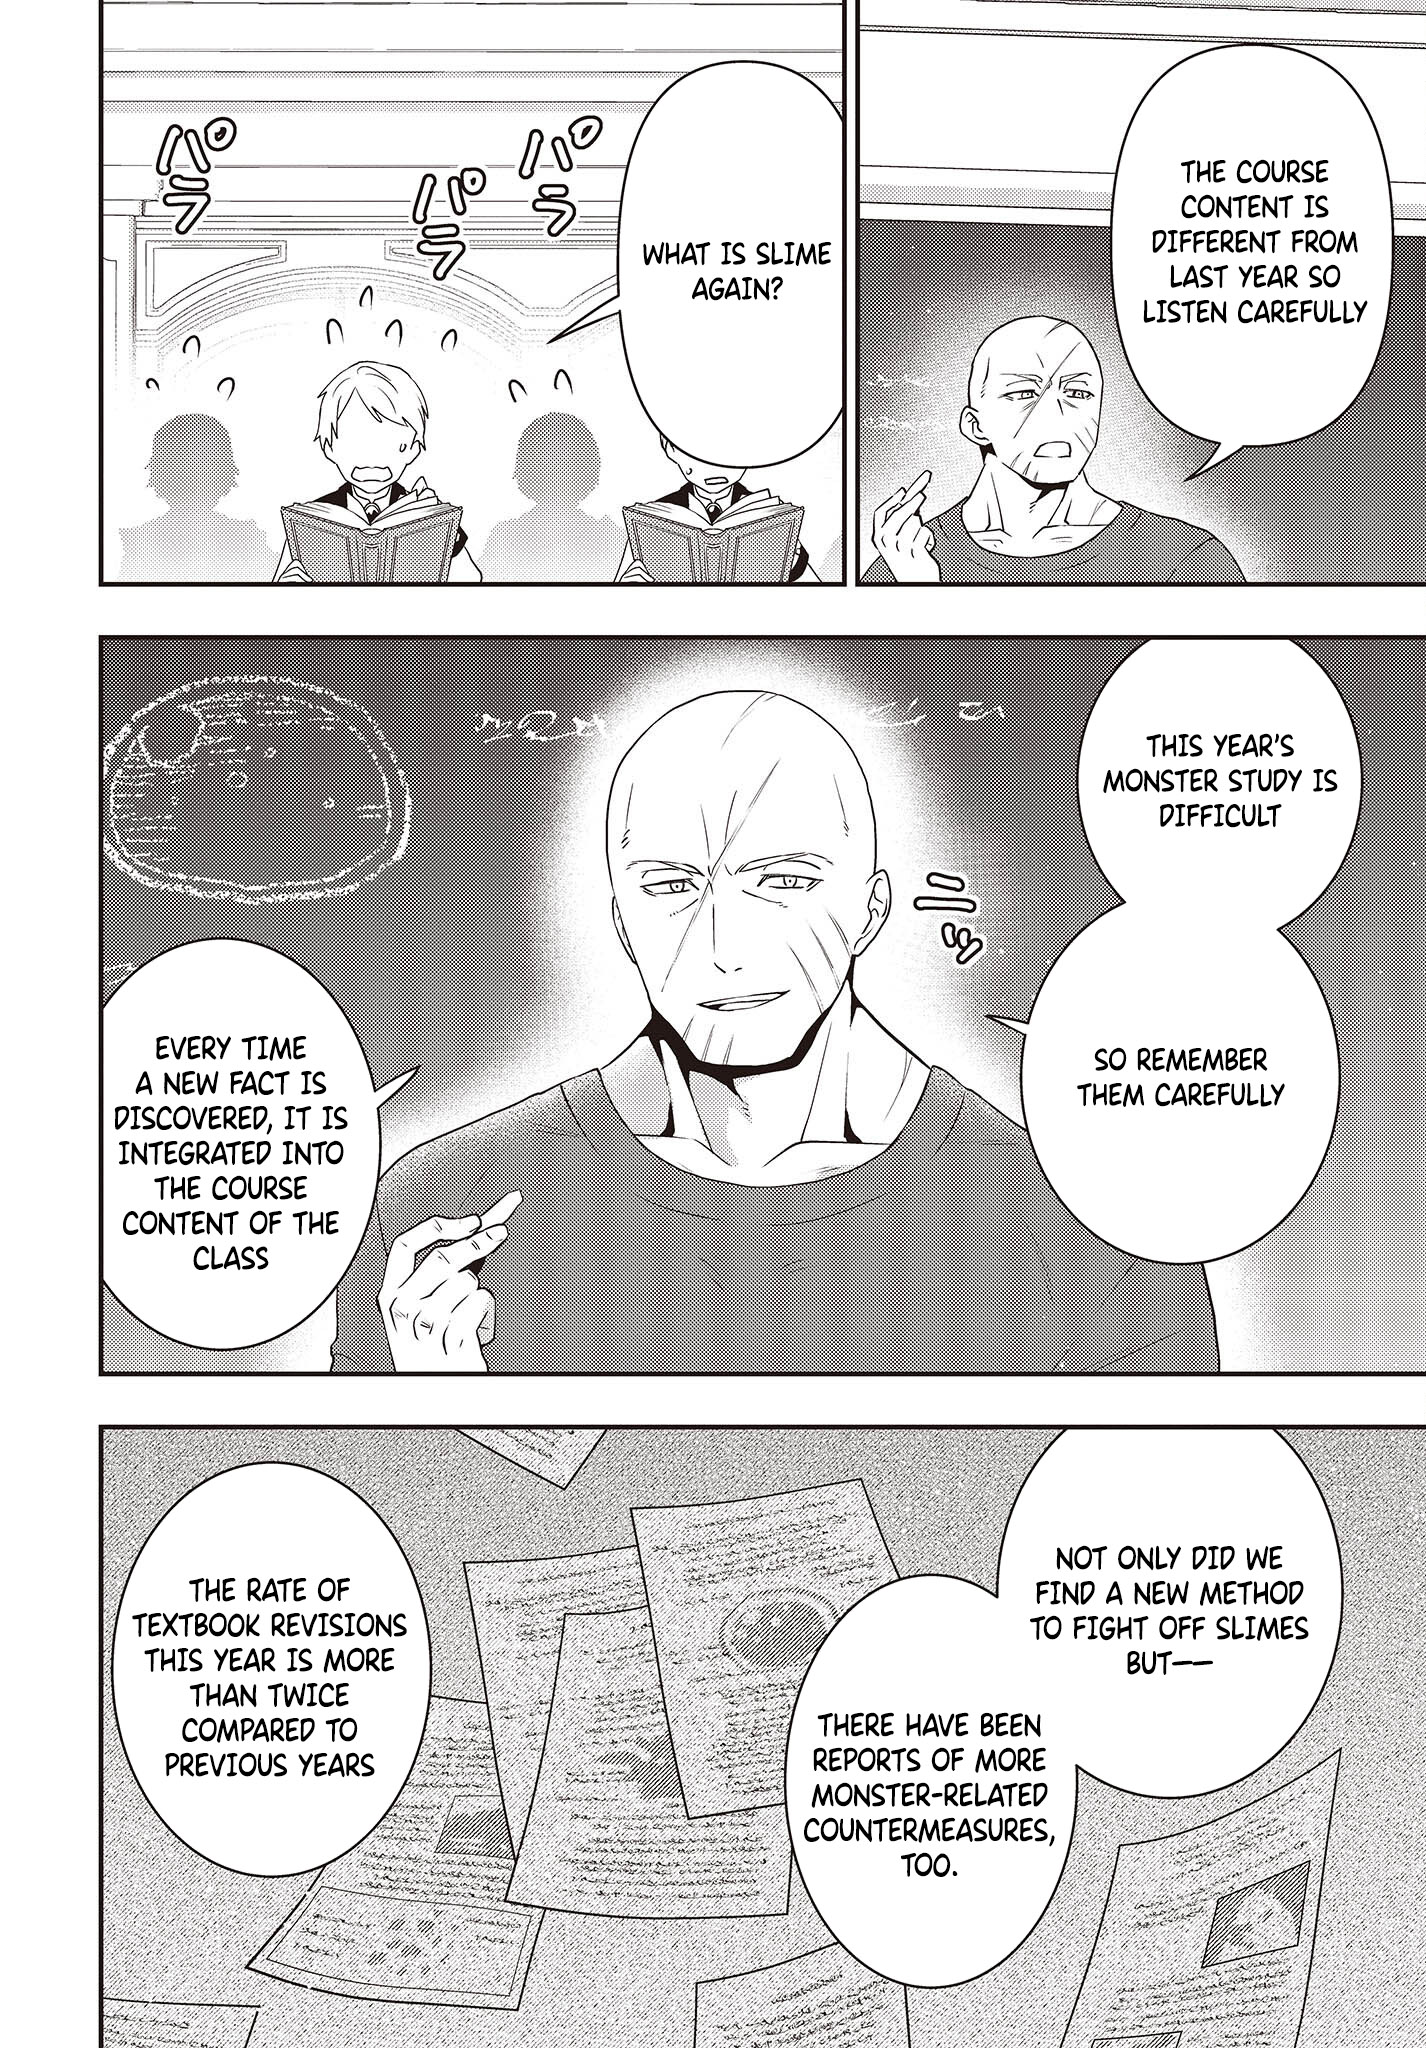 THE COURSE
CONTENT IS
DIFFERENT FROM
LAST YEAR SO
LISTEN CAREFULLY
WHAT IS SLIME
AGAIN?
パラ
パラ
パラ
THIS YEAR'S
MONSTER STUDY IS
DIFFICULT
SO REMEMBER
THEM CAREFULLY
ニッ
EVERY TIME
A NEW FACT IS
DISCOVERED, IT IS
INTEGRATED INTO
THE COURSE
CONTENT OF THE
CLASS
NOT ONLY DID WE
FIND A NEW METHOD
TO FIGHT OFF SLIMES
BUT——
THERE HAVE BEEN
REPORTS OF MORE
MONSTER-RELATED
COUNTERMEASURES,
TOO.
THE RATE OF
TEXTBOOK REVISIONS
THIS YEAR IS MORE
THAN TWICE
COMPARED TO
PREVIOUS YEARS